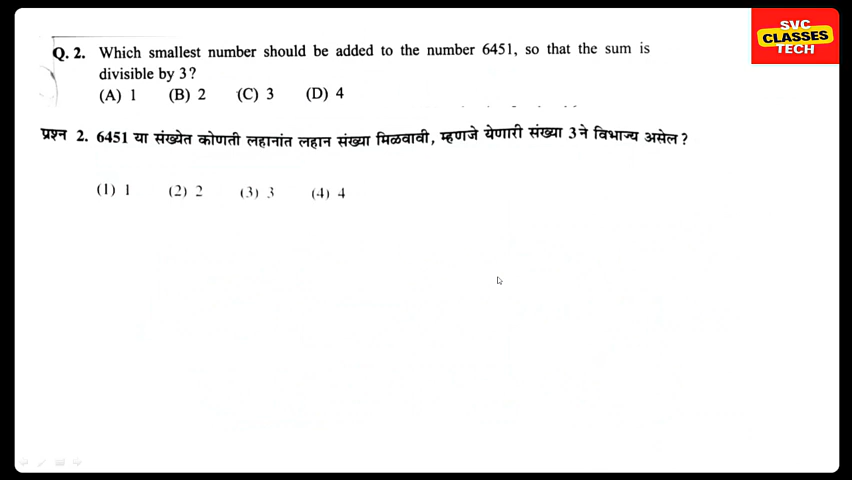 SVC
CLASSES
TECH
Q. 2. Which smallest number should be added to the number 6451, so that the sum is
divisible by 3?
(A) 1 (B) 2 (C) 3 (D) 4
प्रश्न 2. 6451 या संख्येत कोणती लहानांत लहान संख्या मिळवावी, म्हणजे येणारी संख्या 3 ने विभाज्य असेल ?
(1) 1 (2) 2 (3) 3 (4) 4